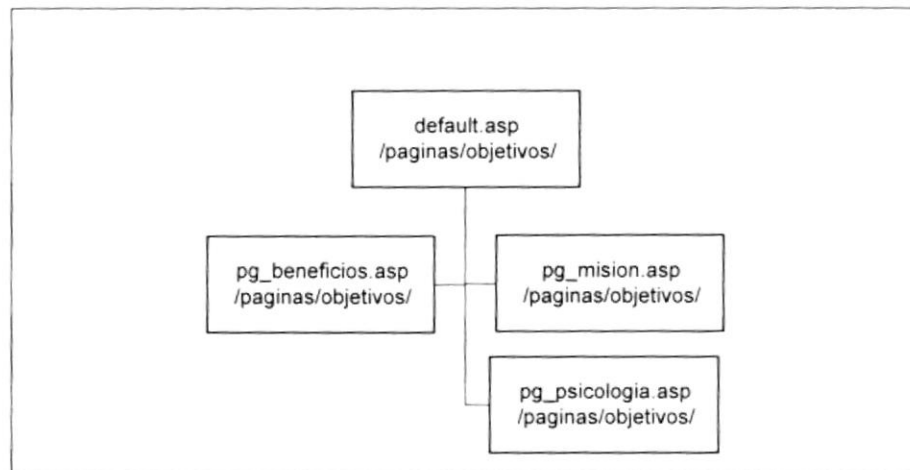 default.asp
/paginas/objetivos/
pg_beneficios.asp
/paginas/objetivos/
pg_mision.asp
/paginas/objetivos/
pg_psicologia.asp
/paginas/objetivos/